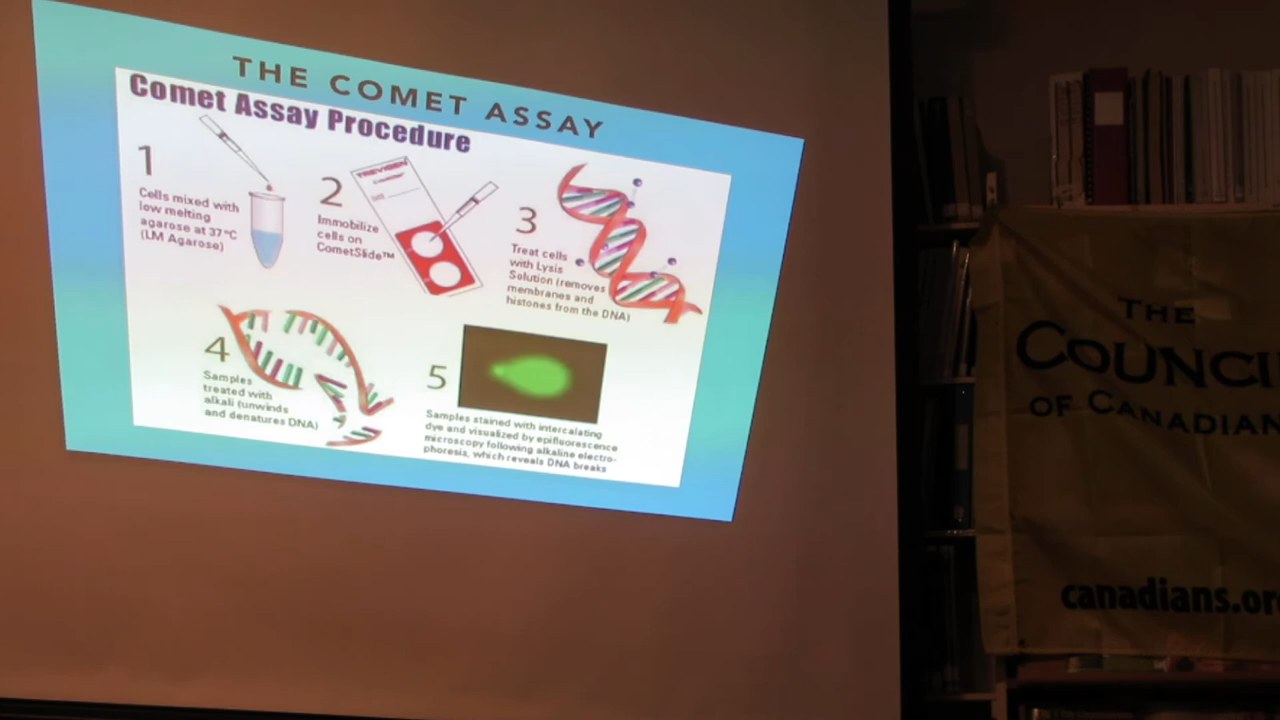 THE COMET ASSAY
Comet Assay Procedure
1
Cells mixed with
low melting
agarose at 37°C
(LM Agarose)
2
Immobilize
cells on
CometSlide™
TREVIGEN
CometSlide™
3
Treat cells
with Lysis
Solution (removes
membranes and
histones from the DNA)
4
Samples
treated with
alkali (unwinds
and denatures DNA)
5
Samples stained with intercalating
dye and visualized by epifluorescence
microscopy following alkaline electro-
phoresis, which reveals DNA breaks
THE
COUNCI
OF CANADIAN
canadians.or